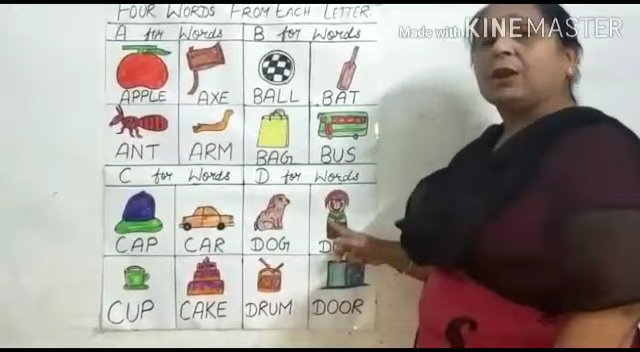 FOUR WORDS FROM EACH LETTER.
Made with KINEMASTER
A for Words B for Words
APPLE AXE BALL BAT
ANT ARM BAG BUS
C for Words D for Words
CAP CAR DOG
CUP CAKE DRUM DOOR